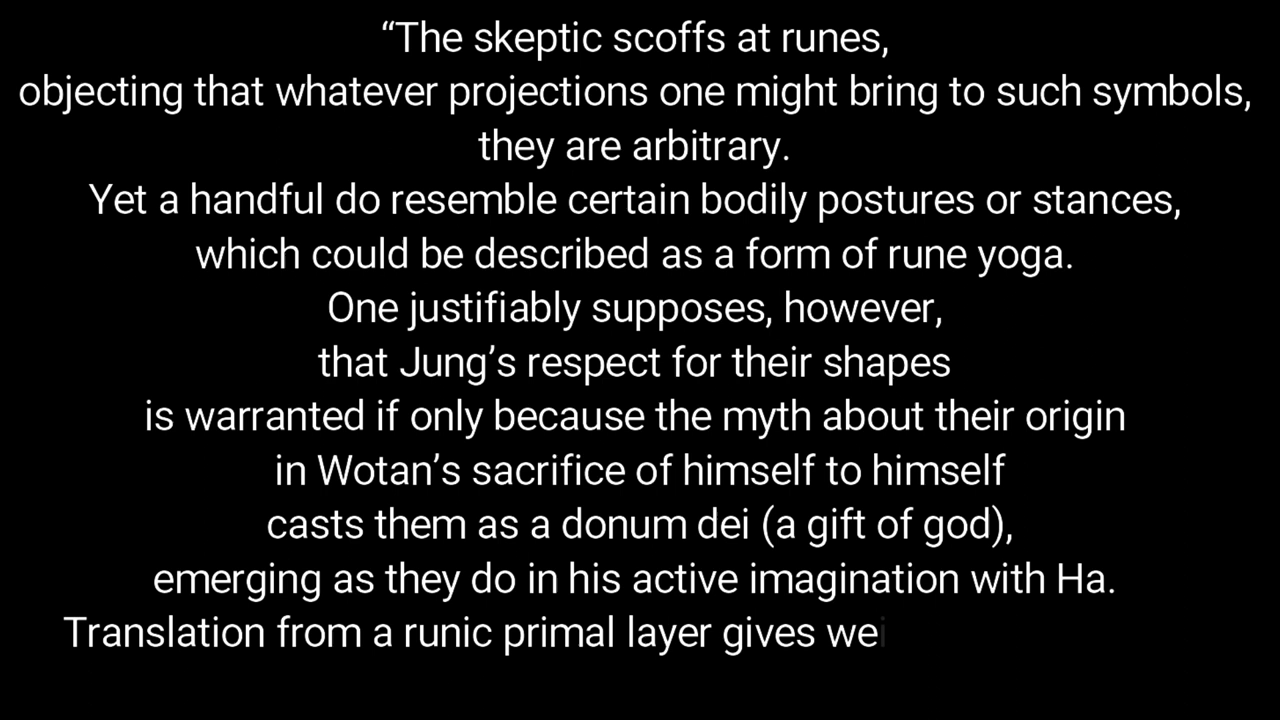 “The skeptic scoffs at runes,
objecting that whatever projections one might bring to such symbols,
they are arbitrary.
Yet a handful do resemble certain bodily postures or stances,
which could be described as a form of rune yoga.
One justifiably supposes, however,
that Jung’s respect for their shapes
is warranted if only because the myth about their origin
in Wotan’s sacrifice of himself to himself
casts them as a donum dei (a gift of god),
emerging as they do in his active imagination with Ha.
Translation from a runic primal layer gives wei